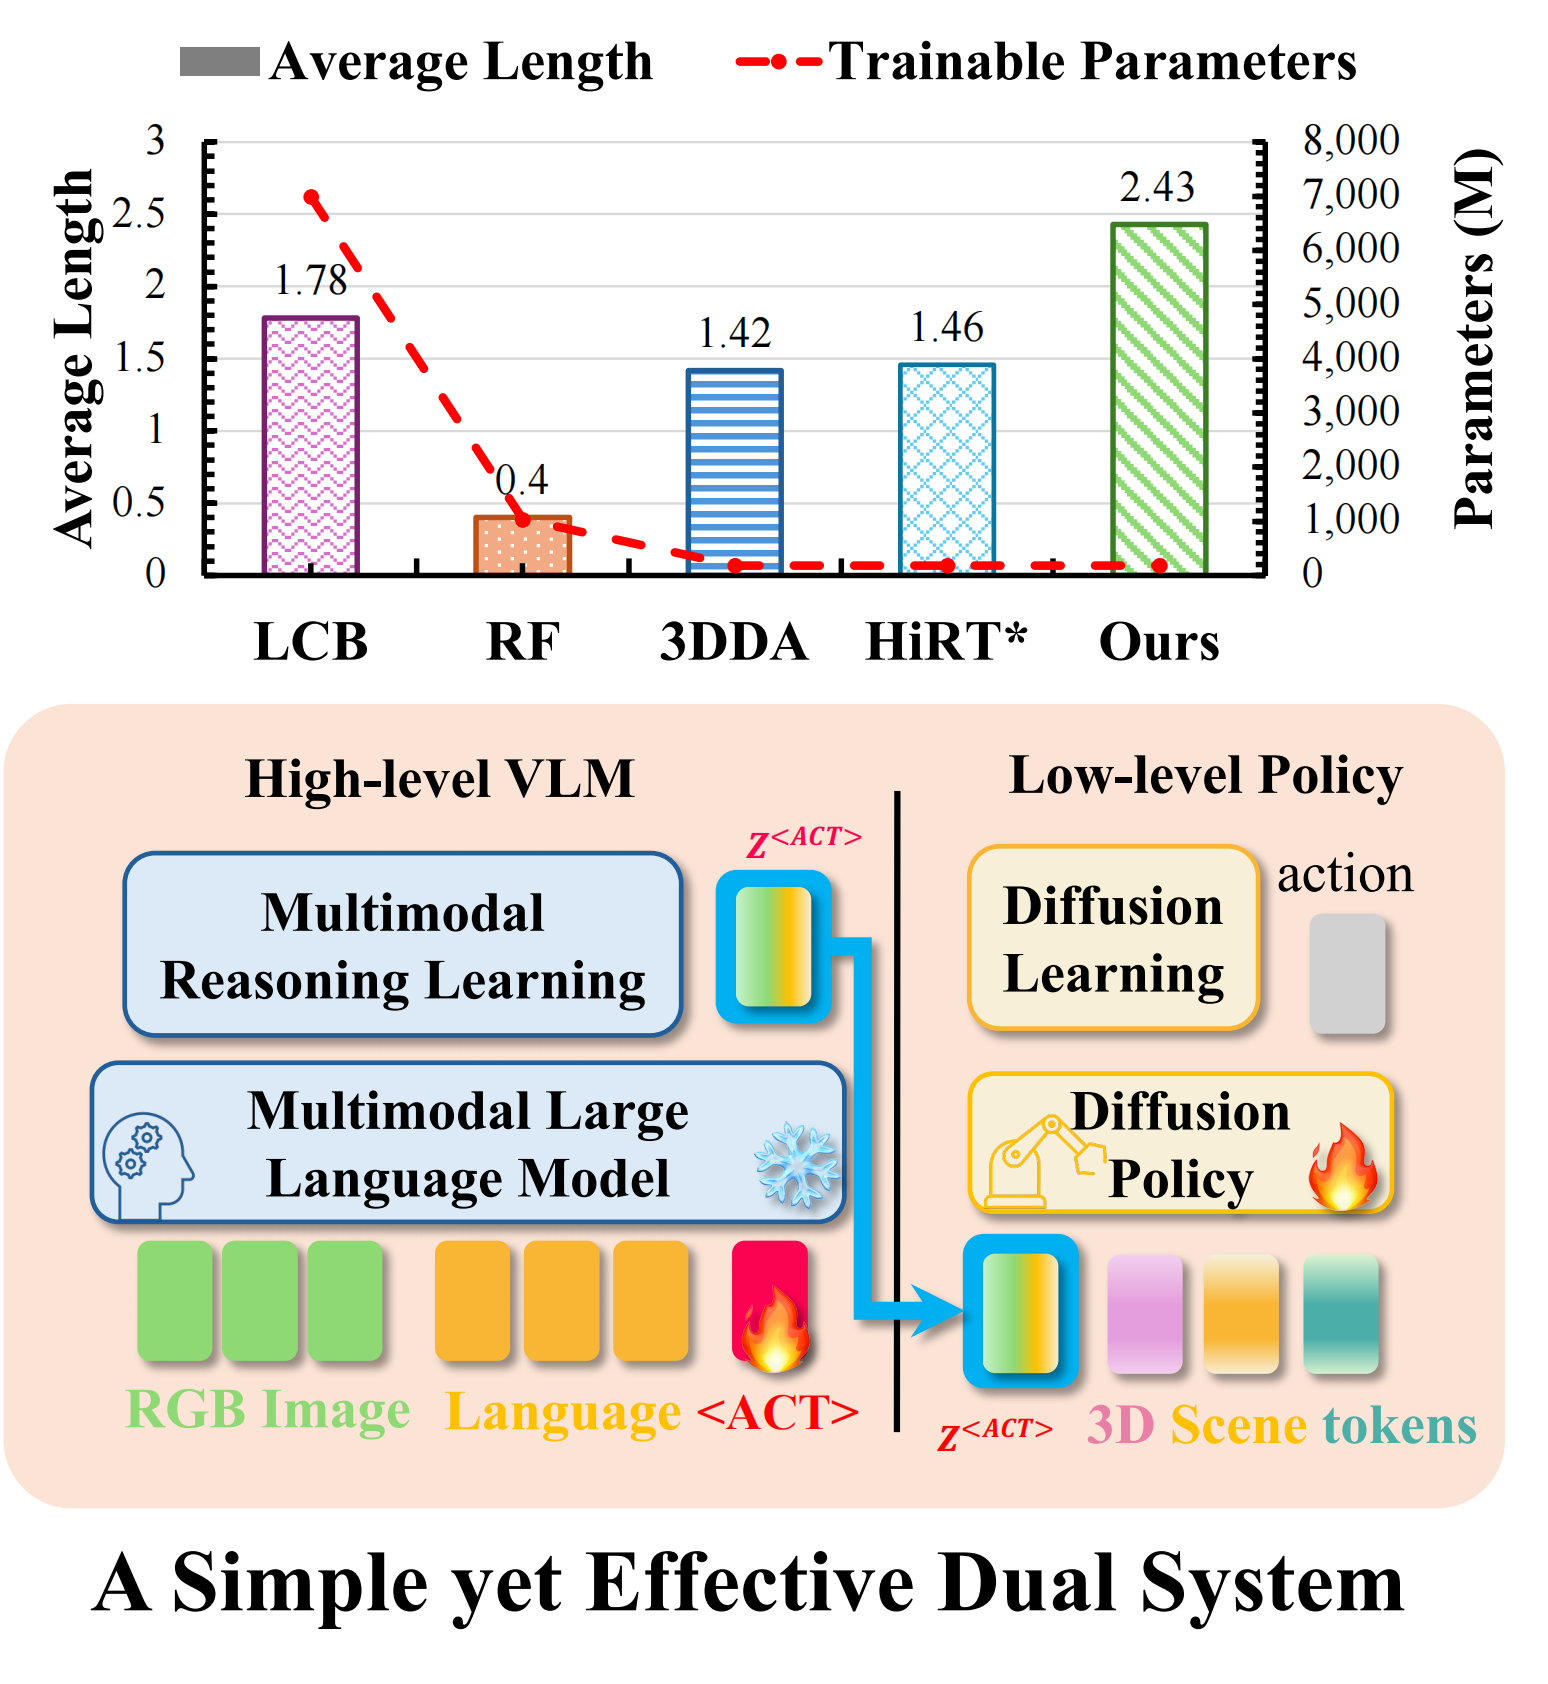 Average Length
Trainable Parameters
Average Length
3
2.5
2
1.5
1
0.5
0
1.78
0.4
1.42
1.46
2.43
8,000
7,000
6,000
5,000
4,000
3,000
2,000
1,000
0
Parameters (M)
LCB RF 3DDA HiRT* Ours
High-level VLM
Multimodal
Reasoning Learning
z<ACT>
Multimodal Large
Language Model
RGB Image Language <ACT>
Low-level Policy
Diffusion
Learning
action
Diffusion
Policy
z<ACT>
3D Scene tokens
A Simple yet Effective Dual System